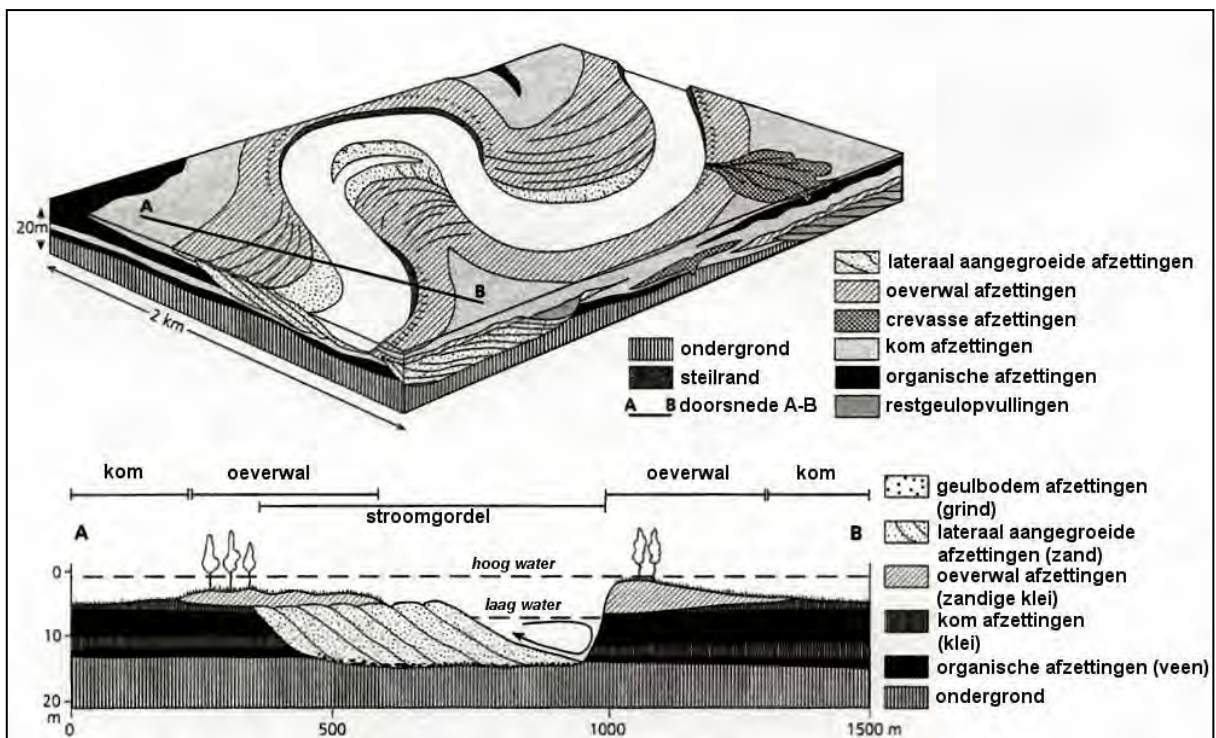 A
20m
B
2 km
lateraal aangegroeide afzettingen
oeverwal afzettingen
crevasse afzettingen
ondergrond
kom afzettingen
steilrand
organische afzettingen
A B doorsnede A-B
restgeulopvullingen
kom
oeverwal
oeverwal
kom
stroomgordel
A
B
hoog water
laag water
0
10
20
m
0
500
1000
1500 m
geulbodem afzettingen
(grind)
lateraal aangegroeide
afzettingen (zand)
oeverwal afzettingen
(zandige klei)
kom afzettingen
(klei)
organische afzettingen (veen)
ondergrond